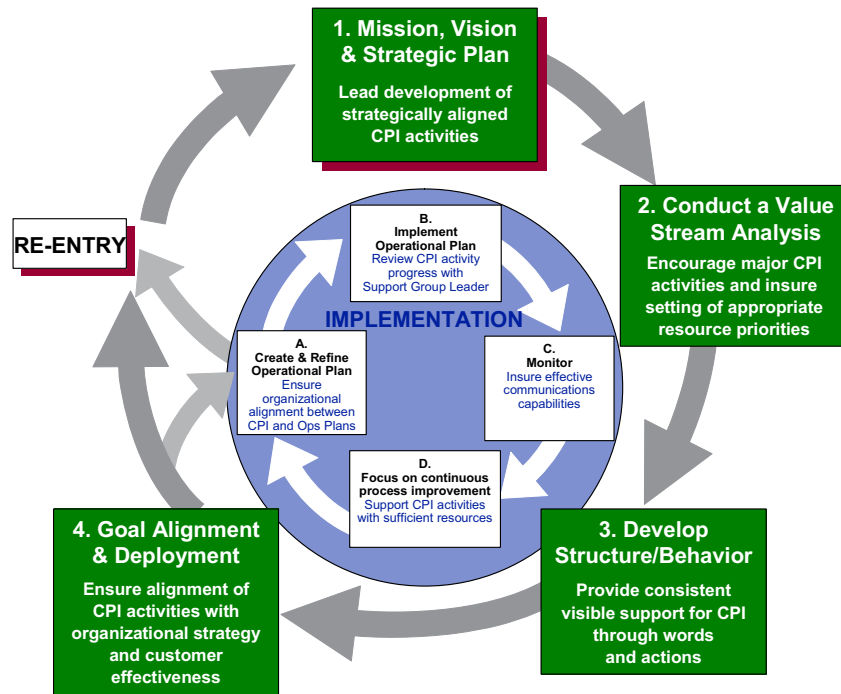 1. Mission, Vision
& Strategic Plan
Lead development of
strategically aligned
CPI activities
2. Conduct a Value
Stream Analysis
Encourage major CPI
activities and insure
setting of appropriate
resource priorities
3. Develop
Structure/Behavior
Provide consistent
visible support for CPI
through words
and actions
4. Goal Alignment
& Deployment
Ensure alignment of
CPI activities with
organizational strategy
and customer
effectiveness
RE-ENTRY
IMPLEMENTATION
A.
Create & Refine
Operational Plan
Ensure
organizational
alignment between
CPI and Ops Plans
B.
Implement
Operational Plan
Review CPI activity
progress with
Support Group Leader
C.
Monitor
Insure effective
communications
capabilities
D.
Focus on continuous
process improvement
Support CPI activities
with sufficient resources